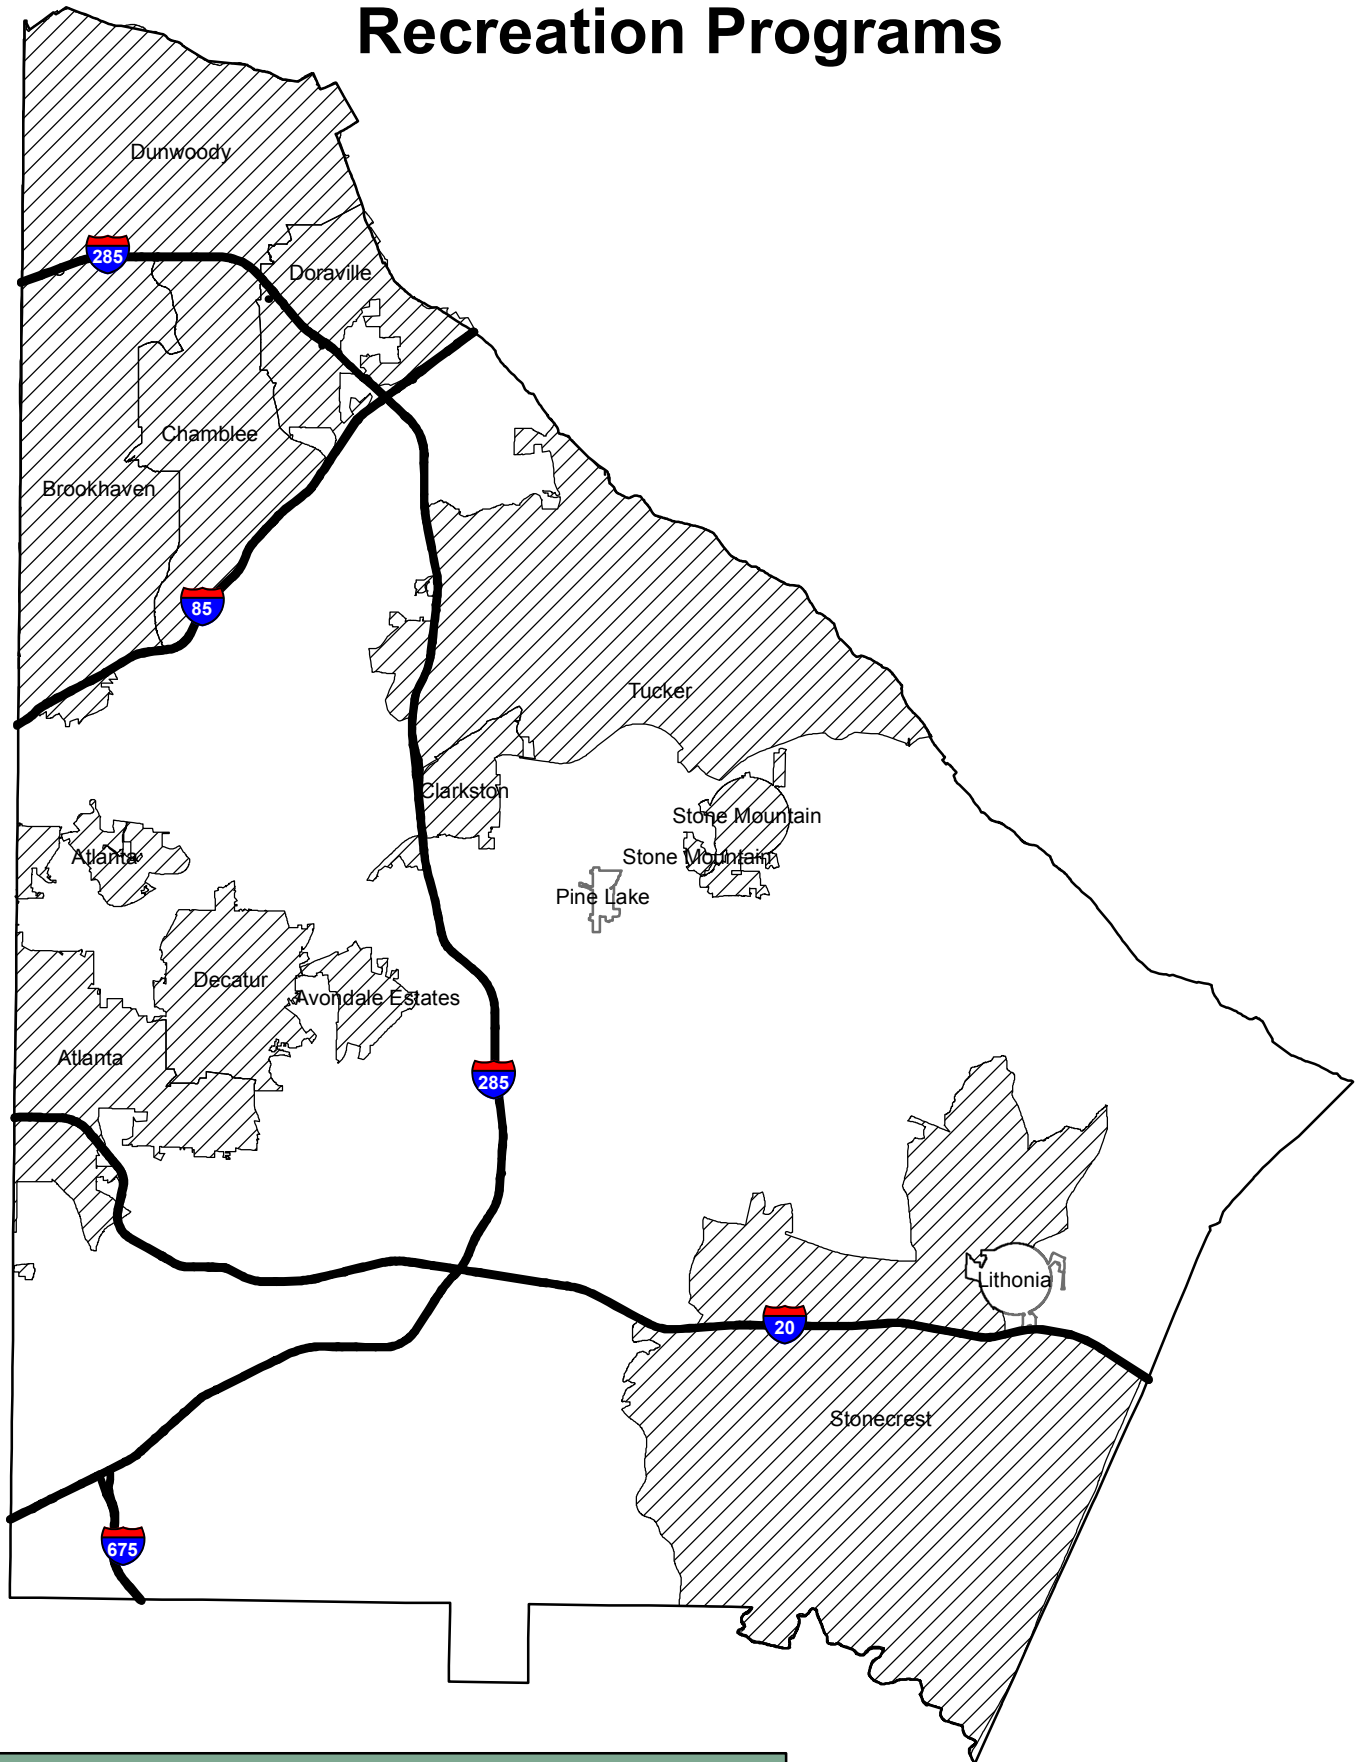 Recreation Programs
Dunwoody
285
Doraville
Chamblee
Brookhaven
85
Tucker
Clarkston
Stone Mountain
Atlanta
Stone Mountain
Pine Lake
Decatur
Avondale Estates
Atlanta
285
Lithonia
20
Stonecrest
675